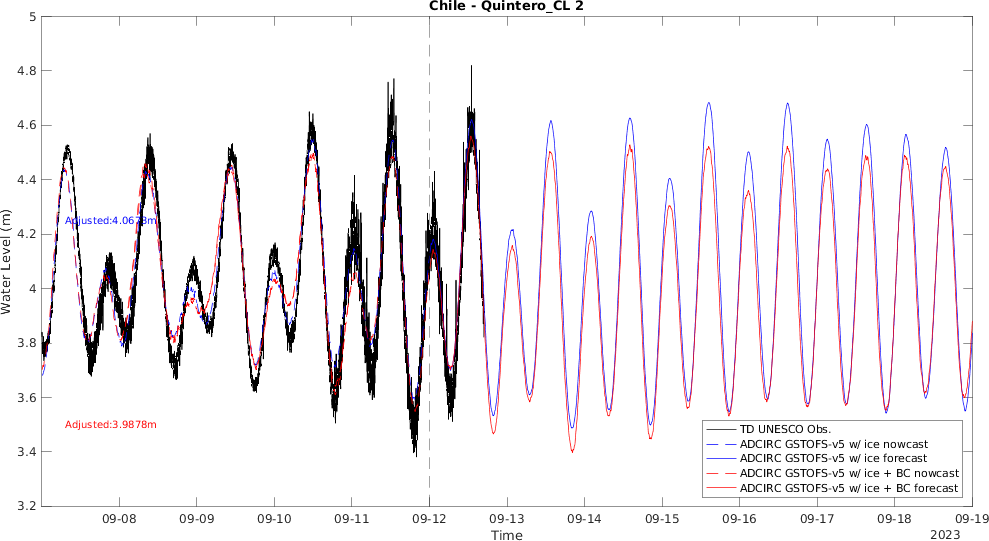 Chile - Quintero_CL 2
5
4.8
4.6
4.4
4.2
4
3.8
3.6
3.4
3.2
Water Level (m)
Adjusted:4.0673m
Adjusted:3.9878m
TD UNESCO Obs.
ADCIRC GSTOFS-v5 w/ ice nowcast
ADCIRC GSTOFS-v5 w/ ice forecast
ADCIRC GSTOFS-v5 w/ ice + BC nowcast
ADCIRC GSTOFS-v5 w/ ice + BC forecast
09-08 09-09 09-10 09-11 09-12 09-13 09-14 09-15 09-16 09-17 09-18 09-19
Time
2023